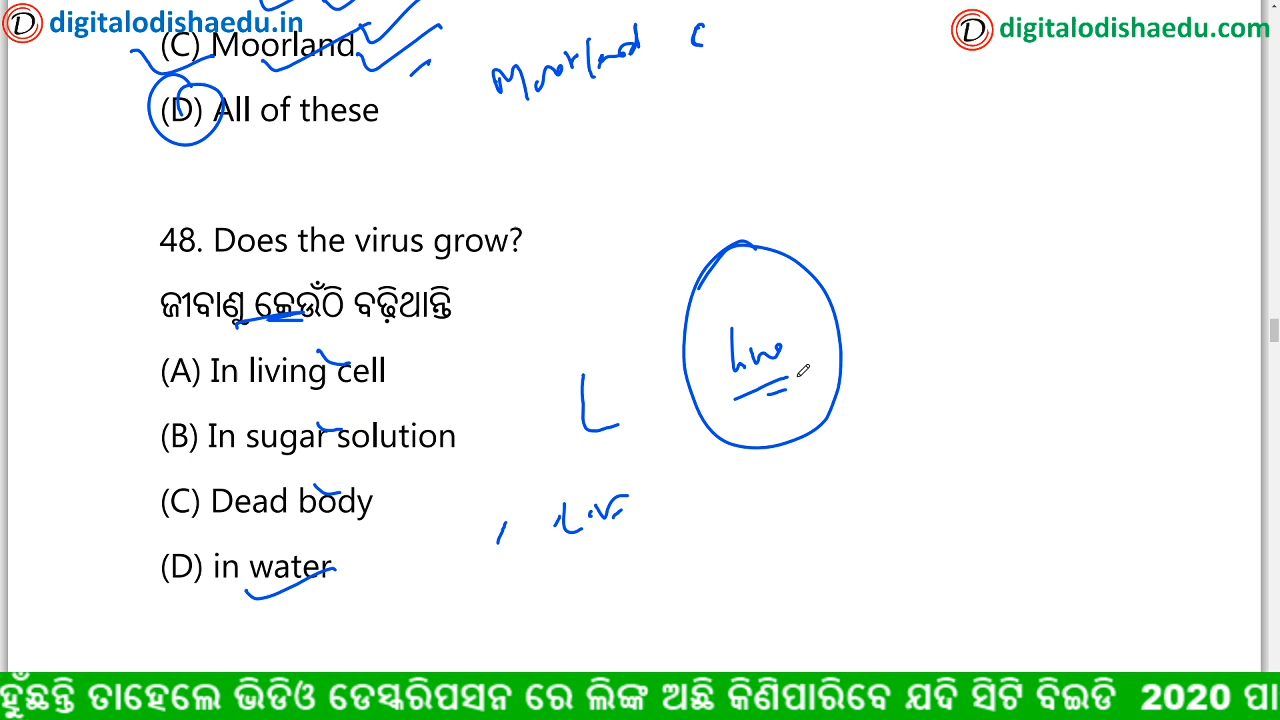 digitalodishaedu.in
digitalodishaedu.com
(C) Moorland
Moorland C
(D) All of these
48. Does the virus grow?
ଜୀବାଣୁ କେଉଁଠି ବଢ଼ିଥାନ୍ତି
(A) In living cell
(B) In sugar solution
(C) Dead body
(D) in water
ହୁଁଛନ୍ତି ତାହେଲେ ଭିଡିଓ ଡେସ୍କରିପସନ ରେ ଲିଙ୍କ ଅଛି କିଣିପାରିବେ ଯଦି ସିଟି ବିଇଡି 2020 ପା